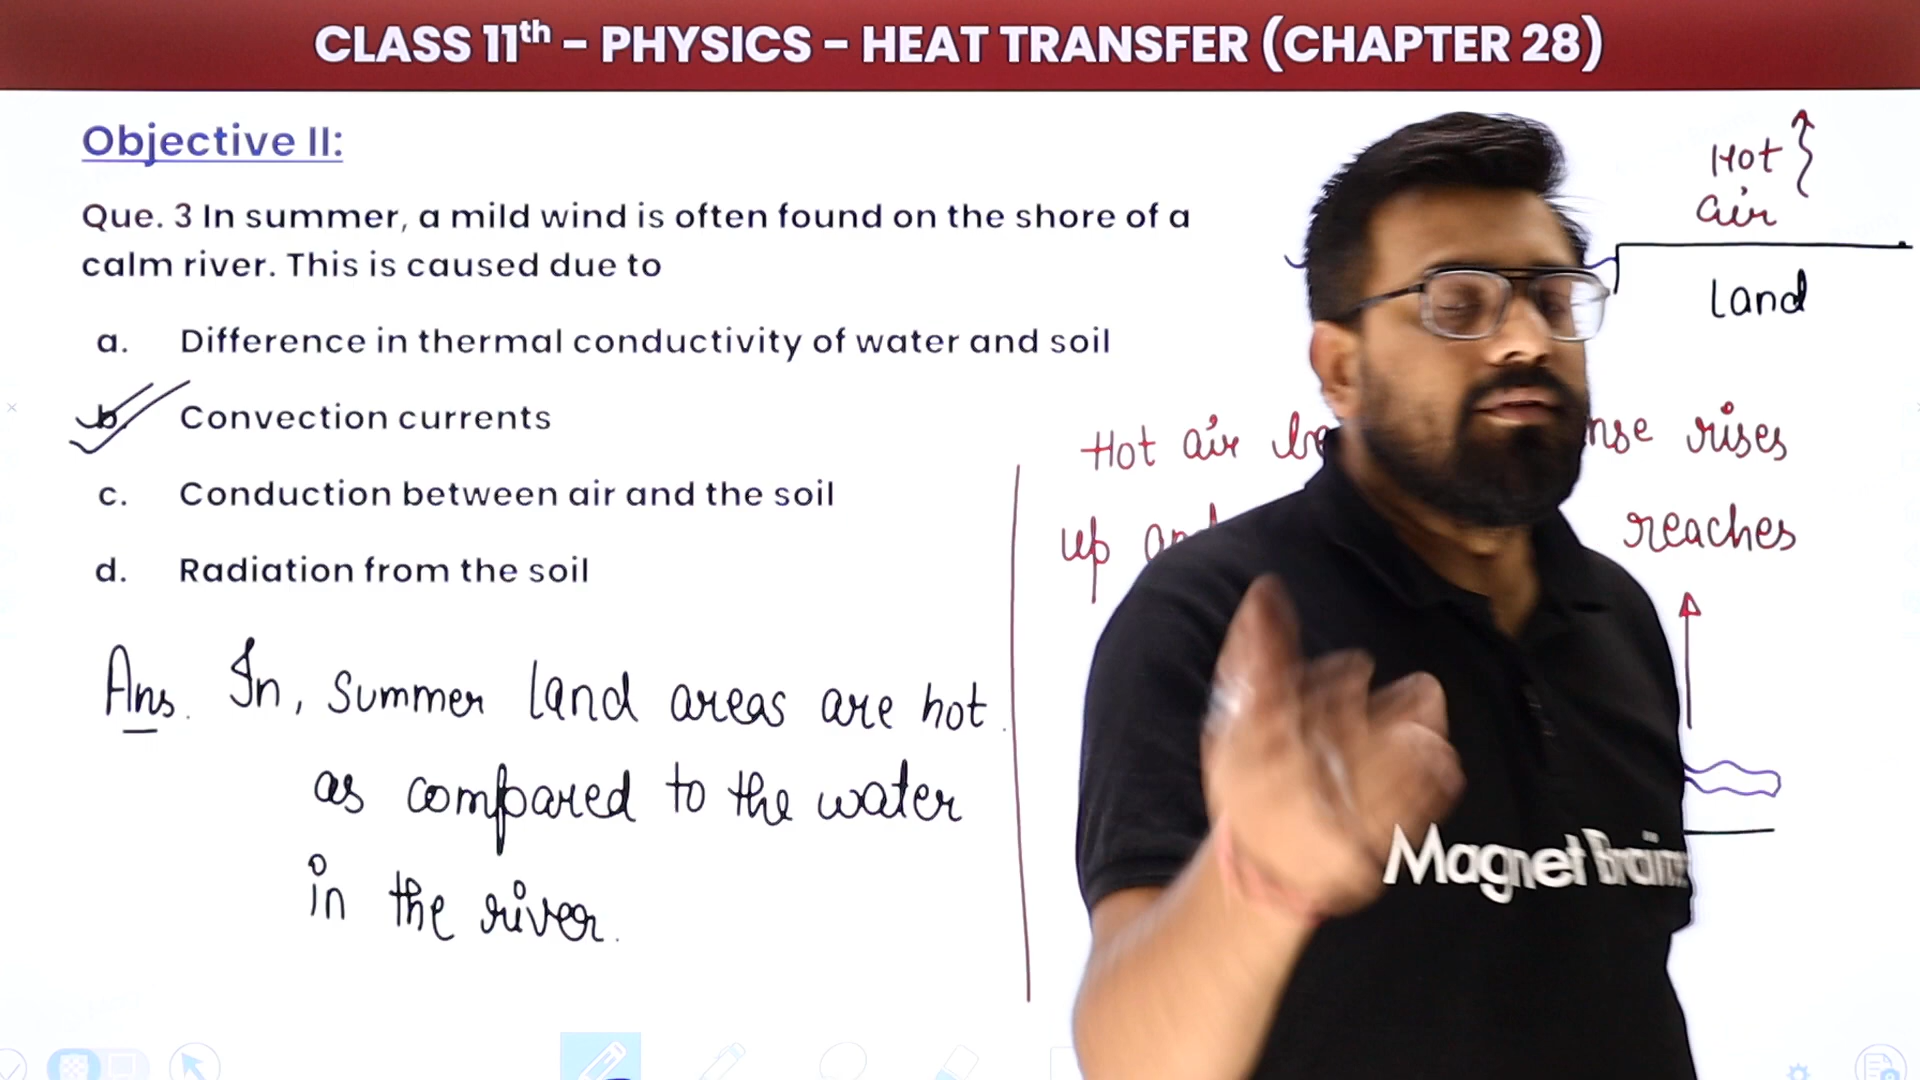 CLASS 11th – PHYSICS – HEAT TRANSFER (CHAPTER 28)
Objective II:
Que. 3 In summer, a mild wind is often found on the shore of a
calm river. This is caused due to
a. Difference in thermal conductivity of water and soil
b. Convection currents
c. Conduction between air and the soil
d. Radiation from the soil
Ans. In, summer land areas are hot
as compared to the water
in the river.
Hot
air
land
Hot air rises
up reaches
Magnet Brains